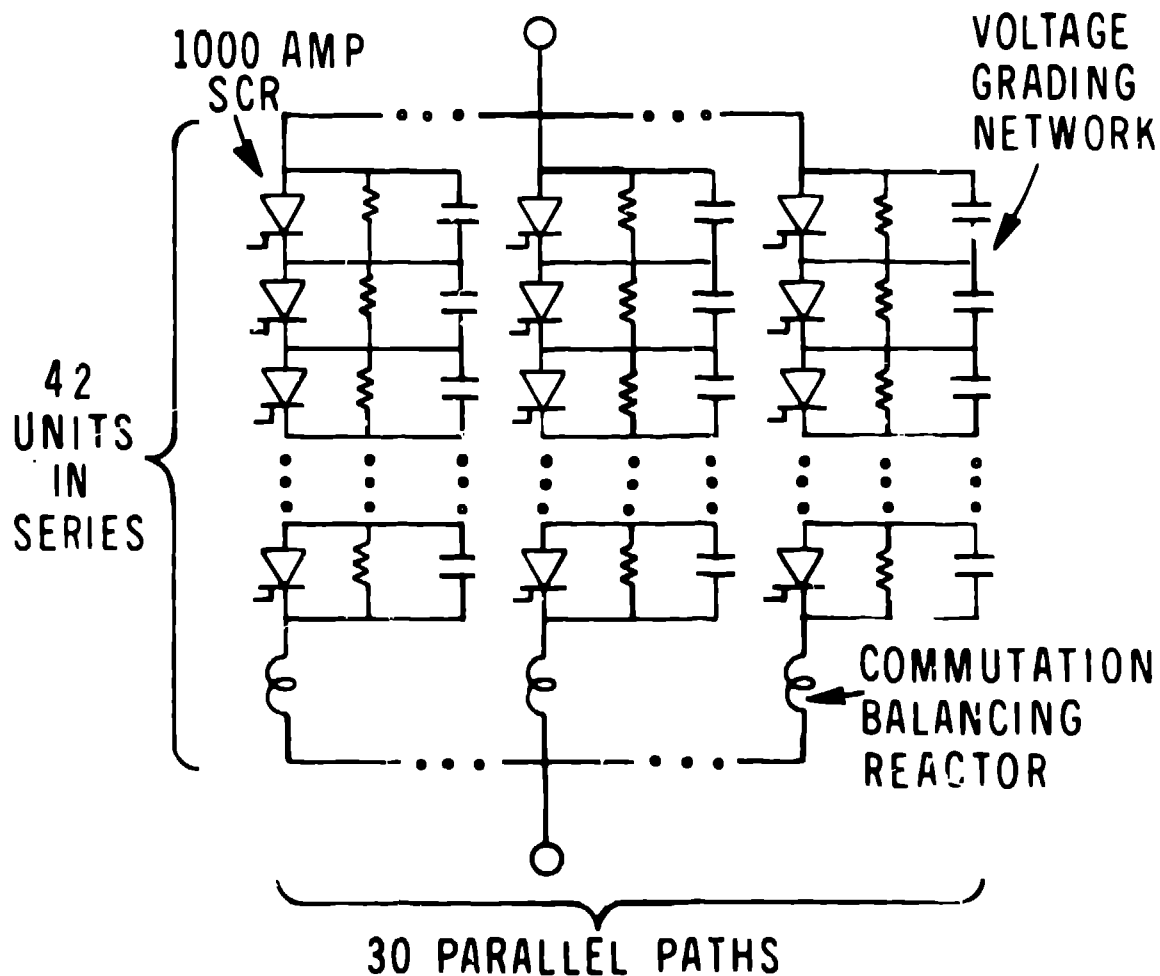 1000 AMP
SCR
VOLTAGE
GRADING
NETWORK
42
UNITS
IN
SERIES
COMMUTATION
BALANCING
REACTOR
30 PARALLEL PATHS